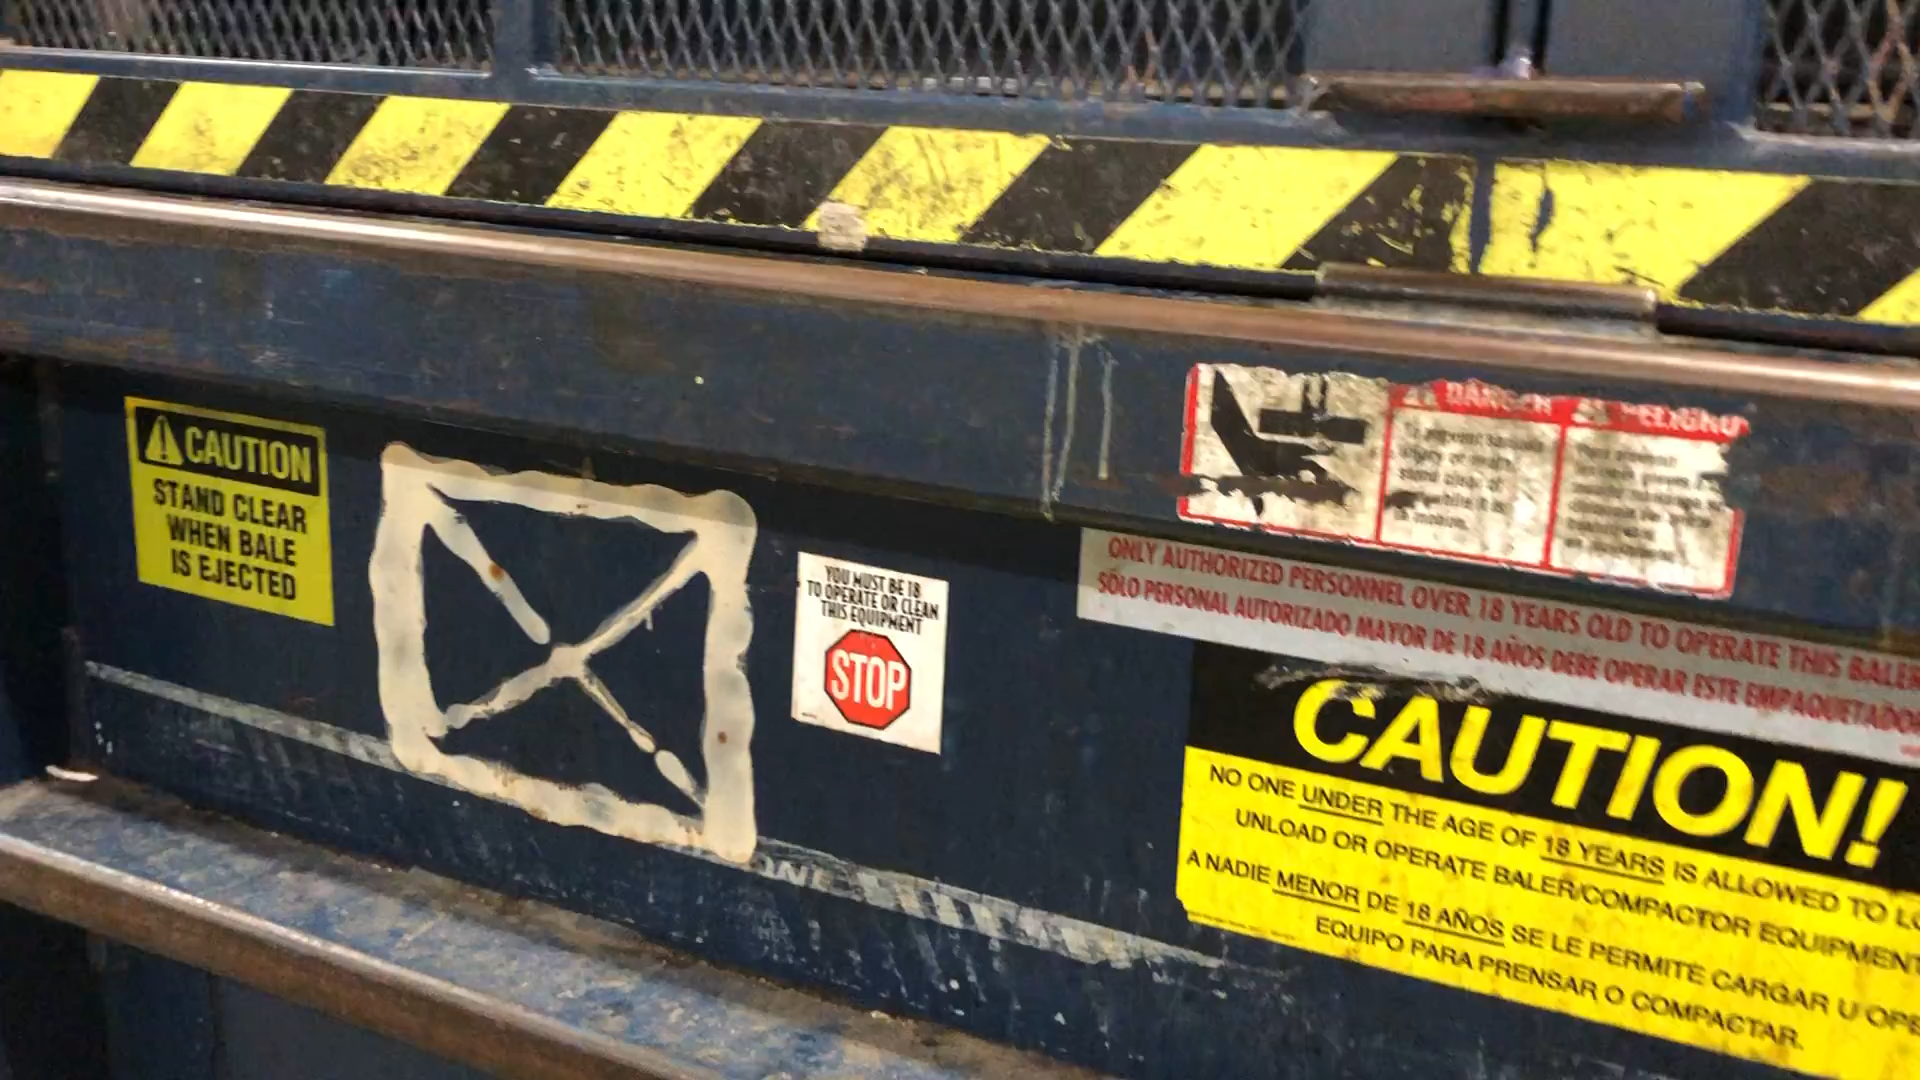 CAUTION
STAND CLEAR
WHEN BALE
IS EJECTED
YOU MUST BE 18
TO OPERATE OR CLEAN
THIS EQUIPMENT
STOP
DANGER PELIGRO
ONLY AUTHORIZED PERSONNEL OVER 18 YEARS OLD TO OPERATE THIS BALER
SOLO PERSONAL AUTORIZADO MAYOR DE 18 AÑOS DEBE OPERAR ESTE EMPAQUETADO
CAUTION!
NO ONE UNDER THE AGE OF 18 YEARS IS ALLOWED TO LO
UNLOAD OR OPERATE BALER/COMPACTOR EQUIPMENT
A NADIE MENOR DE 18 AÑOS SE LE PERMITE CARGAR U OPE
EQUIPO PARA PRENSAR O COMPACTAR.